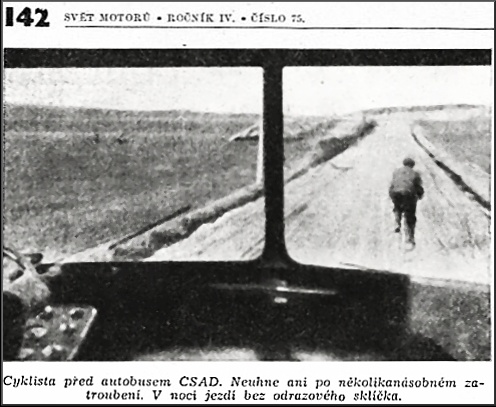 142 SVĚT MOTORŮ • ROČNÍK IV. • ČÍSLO 75.
Cyklista před autobusem ČSAD. Neuhne ani po několikanásobném za-
troubení. V noci jezdí bez odrazového sklíčka.